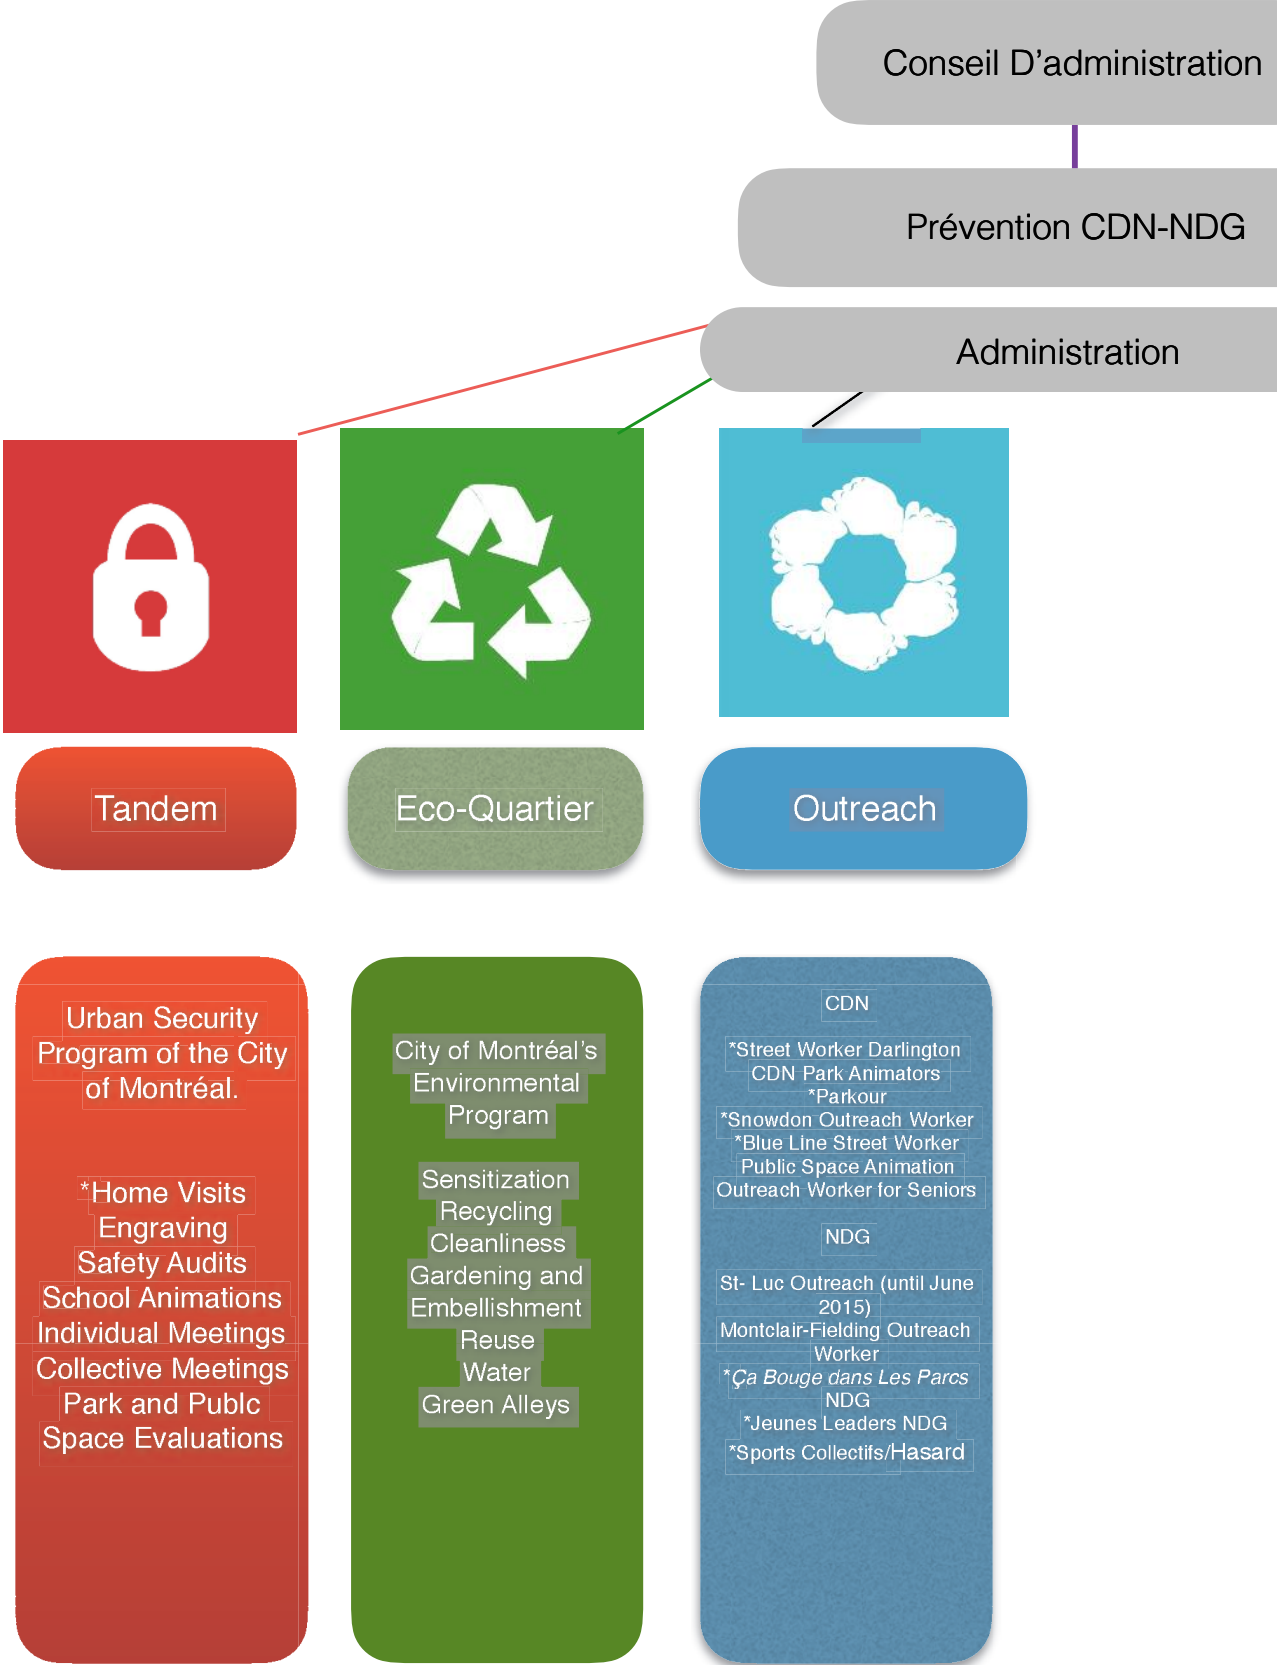 Conseil D'administration
Prévention CDN-NDG
Administration
Tandem
Eco-Quartier
Outreach
Urban Security
Program of the City
of Montréal.
*Home Visits
Engraving
Safety Audits
School Animations
Individual Meetings
Collective Meetings
Park and Publc
Space Evaluations
City of Montréal's
Environmental
Program
Sensitization
Recycling
Cleanliness
Gardening and
Embellishment
Reuse
Water
Green Alleys
CDN
*Street Worker Darlington
CDN Park Animators
*Parkour
*Snowdon Outreach Worker
*Blue Line Street Worker
Public Space Animation
Outreach Worker for Seniors
NDG
St- Luc Outreach (until June
2015)
Montclair-Fielding Outreach
Worker
*Ça Bouge dans Les Parcs
NDG
*Jeunes Leaders NDG
*Sports Collectifs/Hasard